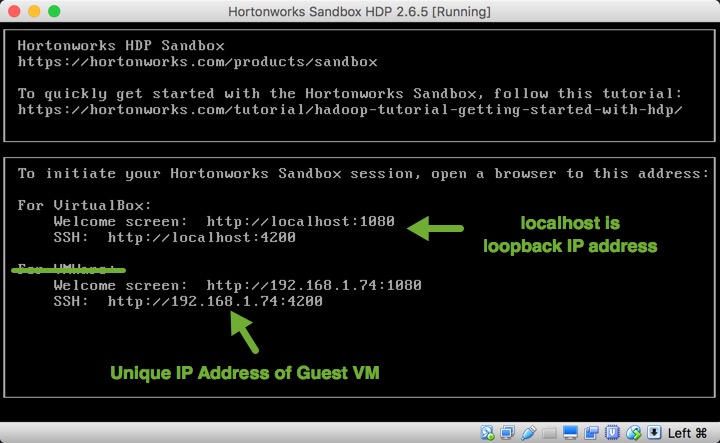 Hortonworks Sandbox HDP 2.6.5 [Running]
Hortonworks HDP Sandbox
https://hortonworks.com/products/sandbox
To quickly get started with the Hortonworks Sandbox, follow this tutorial:
https://hortonworks.com/tutorial/hadoop-tutorial-getting-started-with-hdp/
To initiate your Hortonworks Sandbox session, open a browser to this address:
For VirtualBox:
Welcome screen: http://localhost:1080
SSH: http://localhost:4200
localhost is
loopback IP address
For VMWare:
Welcome screen: http://192.168.1.74:1080
SSH: http://192.168.1.74:4200
Unique IP Address of Guest VM
Left ⌘